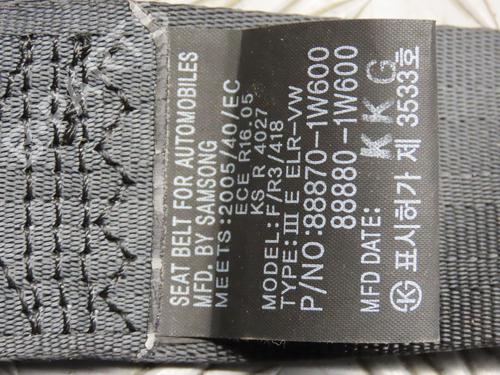 SEAT BELT FOR AUTOMOBILES
MFD. BY SAMSONG
MEETS:2005/40/EC
ECE R16.05
KS R 4027
MODEL:F/R3/418
TYPE:III E ELR-VW
P/NO:88870-1W600
88880-1W600
MFD DATE: KKG
표시허가 제 3533호